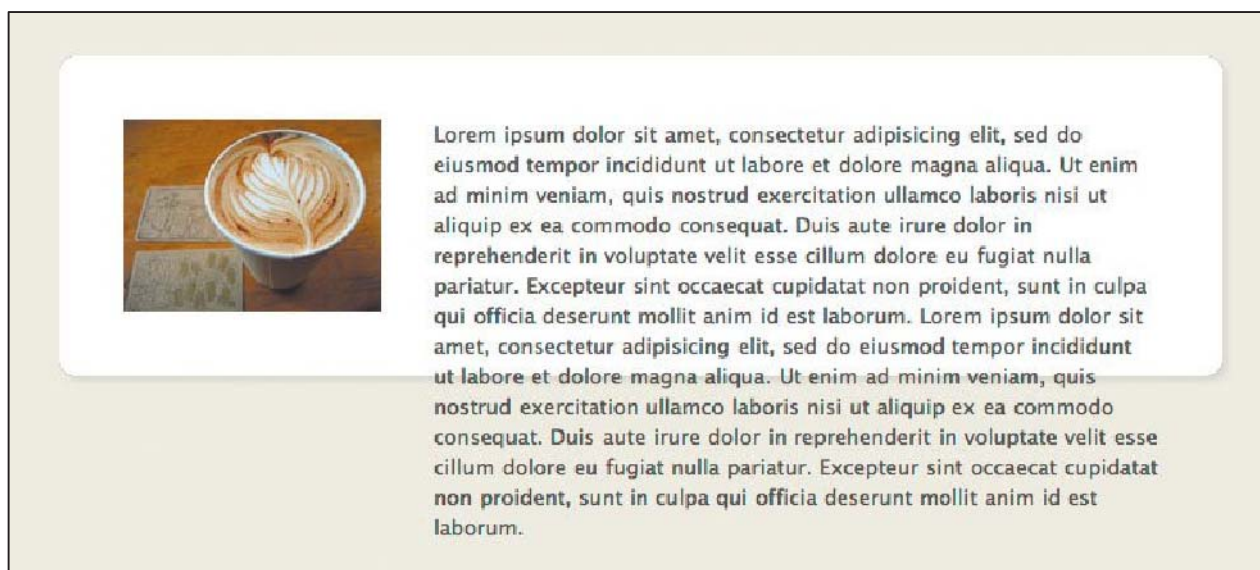 Lorem ipsum dolor sit amet, consectetur adipisicing elit, sed do
eiusmod tempor incididunt ut labore et dolore magna aliqua. Ut enim
ad minim veniam, quis nostrud exercitation ullamco laboris nisi ut
aliquip ex ea commodo consequat. Duis aute irure dolor in
reprehenderit in voluptate velit esse cillum dolore eu fugiat nulla
pariatur. Excepteur sint occaecat cupidatat non proident, sunt in culpa
qui officia deserunt mollit anim id est laborum. Lorem ipsum dolor sit
amet, consectetur adipisicing elit, sed do eiusmod tempor incididunt
ut labore et dolore magna aliqua. Ut enim ad minim veniam, quis
nostrud exercitation ullamco laboris nisi ut aliquip ex ea commodo
consequat. Duis aute irure dolor in reprehenderit in voluptate velit esse
cillum dolore eu fugiat nulla pariatur. Excepteur sint occaecat cupidatat
non proident, sunt in culpa qui officia deserunt mollit anim id est
laborum.